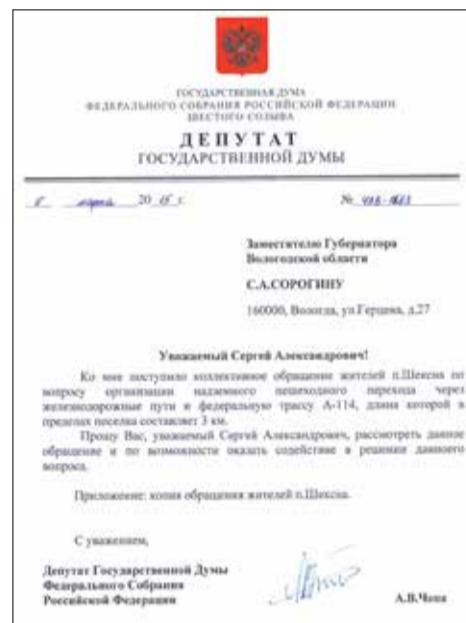 ГОСУДАРСТВЕННАЯ ДУМА
ФЕДЕРАЛЬНОГО СОБРАНИЯ РОССИЙСКОЙ ФЕДЕРАЦИИ
ШЕСТОГО СОЗЫВА
ДЕПУТАТ
ГОСУДАРСТВЕННОЙ ДУМЫ
марта 20 15 г. №
Заместителю Губернатора
Вологодской области
С.А.СОРОГИНУ
160000, Вологда, ул.Герцена, д.27
Уважаемый Сергей Александрович!
Ко мне поступило коллективное обращение жителей п.Шексна по
вопросу организации надземного пешеходного перехода через
железнодорожные пути и федеральную трассу А-114, длина которой в
пределах поселка составляет 3 км.
Прошу Вас, уважаемый Сергей Александрович, рассмотреть данное
обращение и по возможности оказать содействие в решении данного
вопроса.
Приложение: копия обращения жителей п.Шексна.
С уважением,
Депутат Государственной Думы
Федерального Собрания
Российской Федерации А.В.Чепа